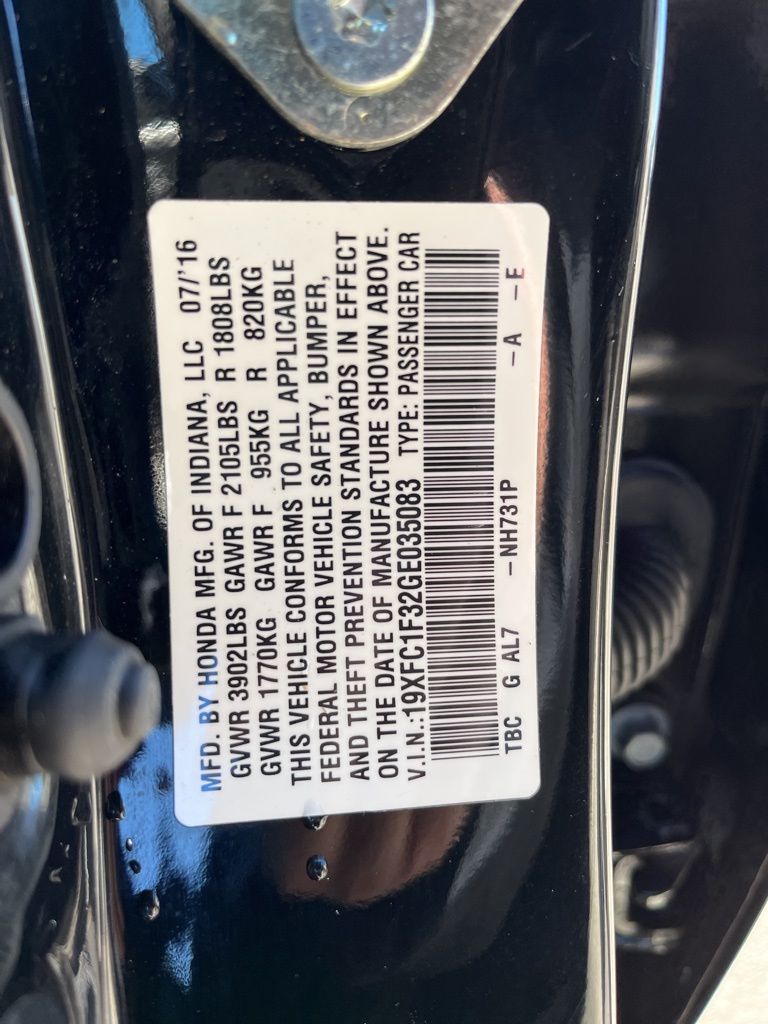 MFD. BY HONDA MFG. OF INDIANA, LLC 07/'16
GVWR 3902LBS GAWR F 2105LBS R 1808LBS
GVWR 1770KG GAWR F 955KG R 820KG
THIS VEHICLE CONFORMS TO ALL APPLICABLE
FEDERAL MOTOR VEHICLE SAFETY, BUMPER,
AND THEFT PREVENTION STANDARDS IN EFFECT
ON THE DATE OF MANUFACTURE SHOWN ABOVE.
V.I.N.:19XFC1F32GE035083 TYPE: PASSENGER CAR
TBC G AL7 -NH731P -A -E